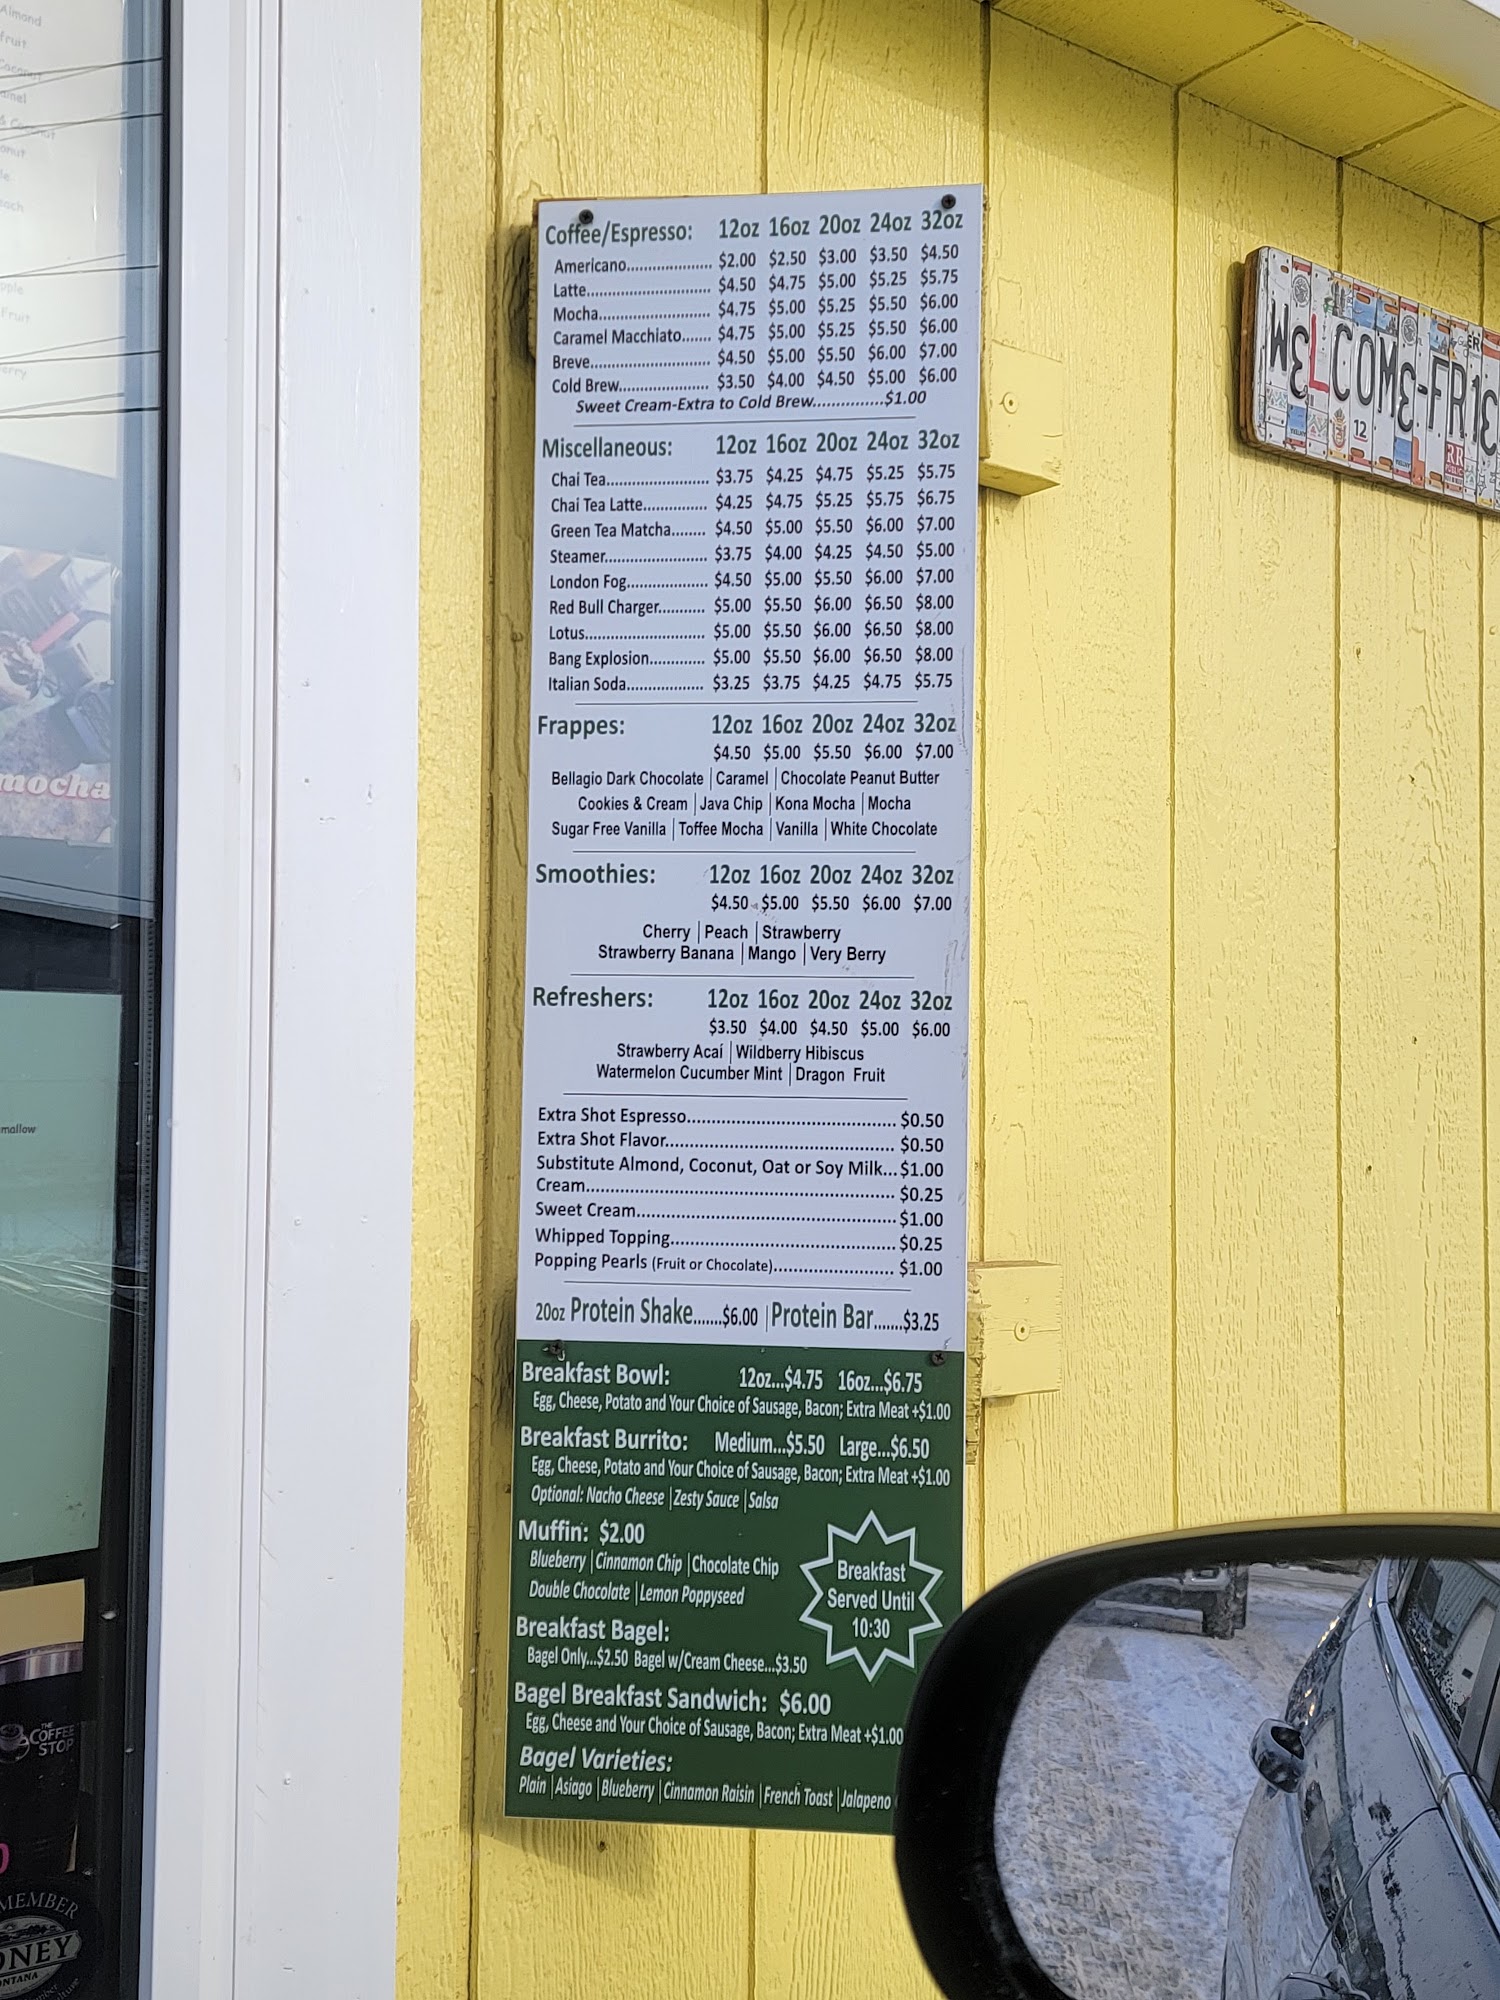 Almond
fruit
Coconut
mocha
mallow
THE
COFFEE
STOP
MEMBER
ONEY
ONTANA
Coffee/Espresso: 12oz 16oz 20oz 24oz 32oz
Americano.................... $2.00 $2.50 $3.00 $3.50 $4.50
Latte............................. $4.50 $4.75 $5.00 $5.25 $5.75
Mocha.......................... $4.75 $5.00 $5.25 $5.50 $6.00
Caramel Macchiato....... $4.75 $5.00 $5.25 $5.50 $6.00
Breve............................ $4.50 $5.00 $5.50 $6.00 $7.00
Cold Brew..................... $3.50 $4.00 $4.50 $5.00 $6.00
Sweet Cream-Extra to Cold Brew...............$1.00
Miscellaneous: 12oz 16oz 20oz 24oz 32oz
Chai Tea........................ $3.75 $4.25 $4.75 $5.25 $5.75
Chai Tea Latte............... $4.25 $4.75 $5.25 $5.75 $6.75
Green Tea Matcha........ $4.50 $5.00 $5.50 $6.00 $7.00
Steamer........................ $3.75 $4.00 $4.25 $4.50 $5.00
London Fog................... $4.50 $5.00 $5.50 $6.00 $7.00
Red Bull Charger........... $5.00 $5.50 $6.00 $6.50 $8.00
Lotus............................ $5.00 $5.50 $6.00 $6.50 $8.00
Bang Explosion............. $5.00 $5.50 $6.00 $6.50 $8.00
Italian Soda.................. $3.25 $3.75 $4.25 $4.75 $5.75
Frappes: 12oz 16oz 20oz 24oz 32oz
$4.50 $5.00 $5.50 $6.00 $7.00
Bellagio Dark Chocolate | Caramel | Chocolate Peanut Butter
Cookies & Cream | Java Chip | Kona Mocha | Mocha
Sugar Free Vanilla | Toffee Mocha | Vanilla | White Chocolate
Smoothies: 12oz 16oz 20oz 24oz 32oz
$4.50 $5.00 $5.50 $6.00 $7.00
Cherry | Peach | Strawberry
Strawberry Banana | Mango | Very Berry
Refreshers: 12oz 16oz 20oz 24oz 32oz
$3.50 $4.00 $4.50 $5.00 $6.00
Strawberry Acaí | Wildberry Hibiscus
Watermelon Cucumber Mint | Dragon Fruit
Extra Shot Espresso.......................................... $0.50
Extra Shot Flavor.............................................. $0.50
Substitute Almond, Coconut, Oat or Soy Milk... $1.00
Cream.............................................................. $0.25
Sweet Cream.................................................... $1.00
Whipped Topping............................................. $0.25
Popping Pearls (Fruit or Chocolate)........................ $1.00
20oz Protein Shake.......$6.00 | Protein Bar.......$3.25
Breakfast Bowl: 12oz...$4.75 16oz...$6.75
Egg, Cheese, Potato and Your Choice of Sausage, Bacon; Extra Meat +$1.00
Breakfast Burrito: Medium...$5.50 Large...$6.50
Egg, Cheese, Potato and Your Choice of Sausage, Bacon; Extra Meat +$1.00
Optional: Nacho Cheese | Zesty Sauce | Salsa
Muffin: $2.00
Blueberry | Cinnamon Chip | Chocolate Chip
Double Chocolate | Lemon Poppyseed
Breakfast
Served Until
10:30
Breakfast Bagel:
Bagel Only...$2.50 Bagel w/Cream Cheese...$3.50
Bagel Breakfast Sandwich: $6.00
Egg, Cheese and Your Choice of Sausage, Bacon; Extra Meat +$1.00
Bagel Varieties:
Plain | Asiago | Blueberry | Cinnamon Raisin | French Toast | Jalapeno
WELCOME-FRIE
12